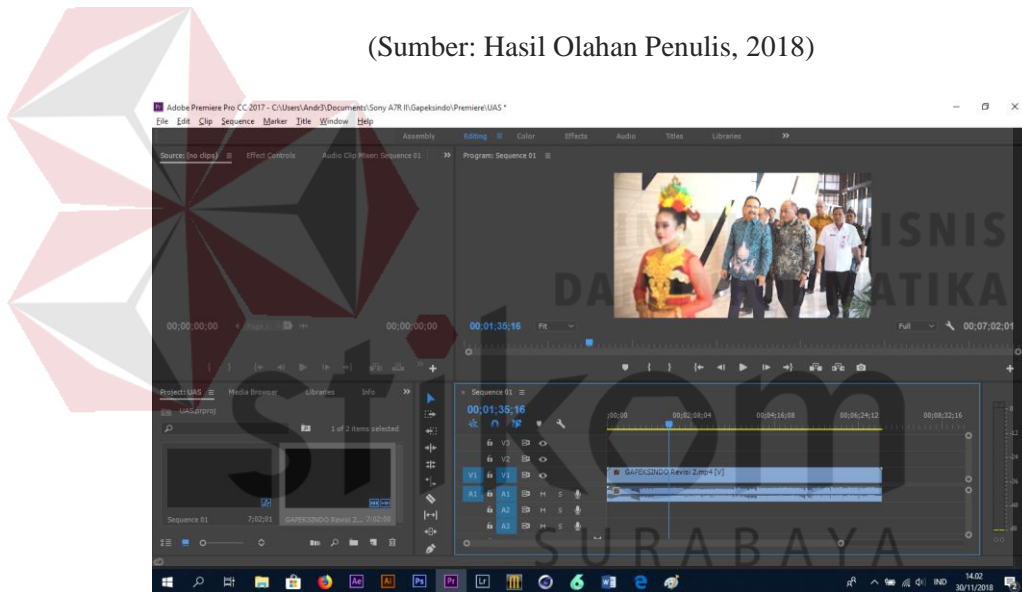 (Sumber: Hasil Olahan Penulis, 2018)
Adobe Premiere Pro CC 2017 - C:\Users\Andr3\Documents\Sony A7R II\Gapeksindo\Premiere\UAS *
File Edit Clip Sequence Marker Title Window Help
Assembly Editing Color Effects Audio Titles Libraries
Source: (no clips) Effect Controls Audio Clip Mixer: Sequence 01 Program: Sequence 01
BISNIS
DA ATIKA
00;00;00;00 00;00;00;00 00;01;35;16 Fit Full 00;07;02;01
Project: UAS Media Browser Libraries Info
UAS.prproj
1 of 2 items selected
Sequence 01 7;02;01 GAPEKSINDO Revisi 2... 7;02;00
Sequence 01
00;01;35;16
;00;00 00;02;08;04 00;04;16;08 00;06;24;12 00;08;32;16
V3
V2
V1 V1 GAPEKSINDO Revisi 2.mp4 [V]
A1 A1 M S
A2 M S
A3 M S
stikom
SURABAYA
Ae Ai Ps Pr Lr IND 14.02
30/11/2018